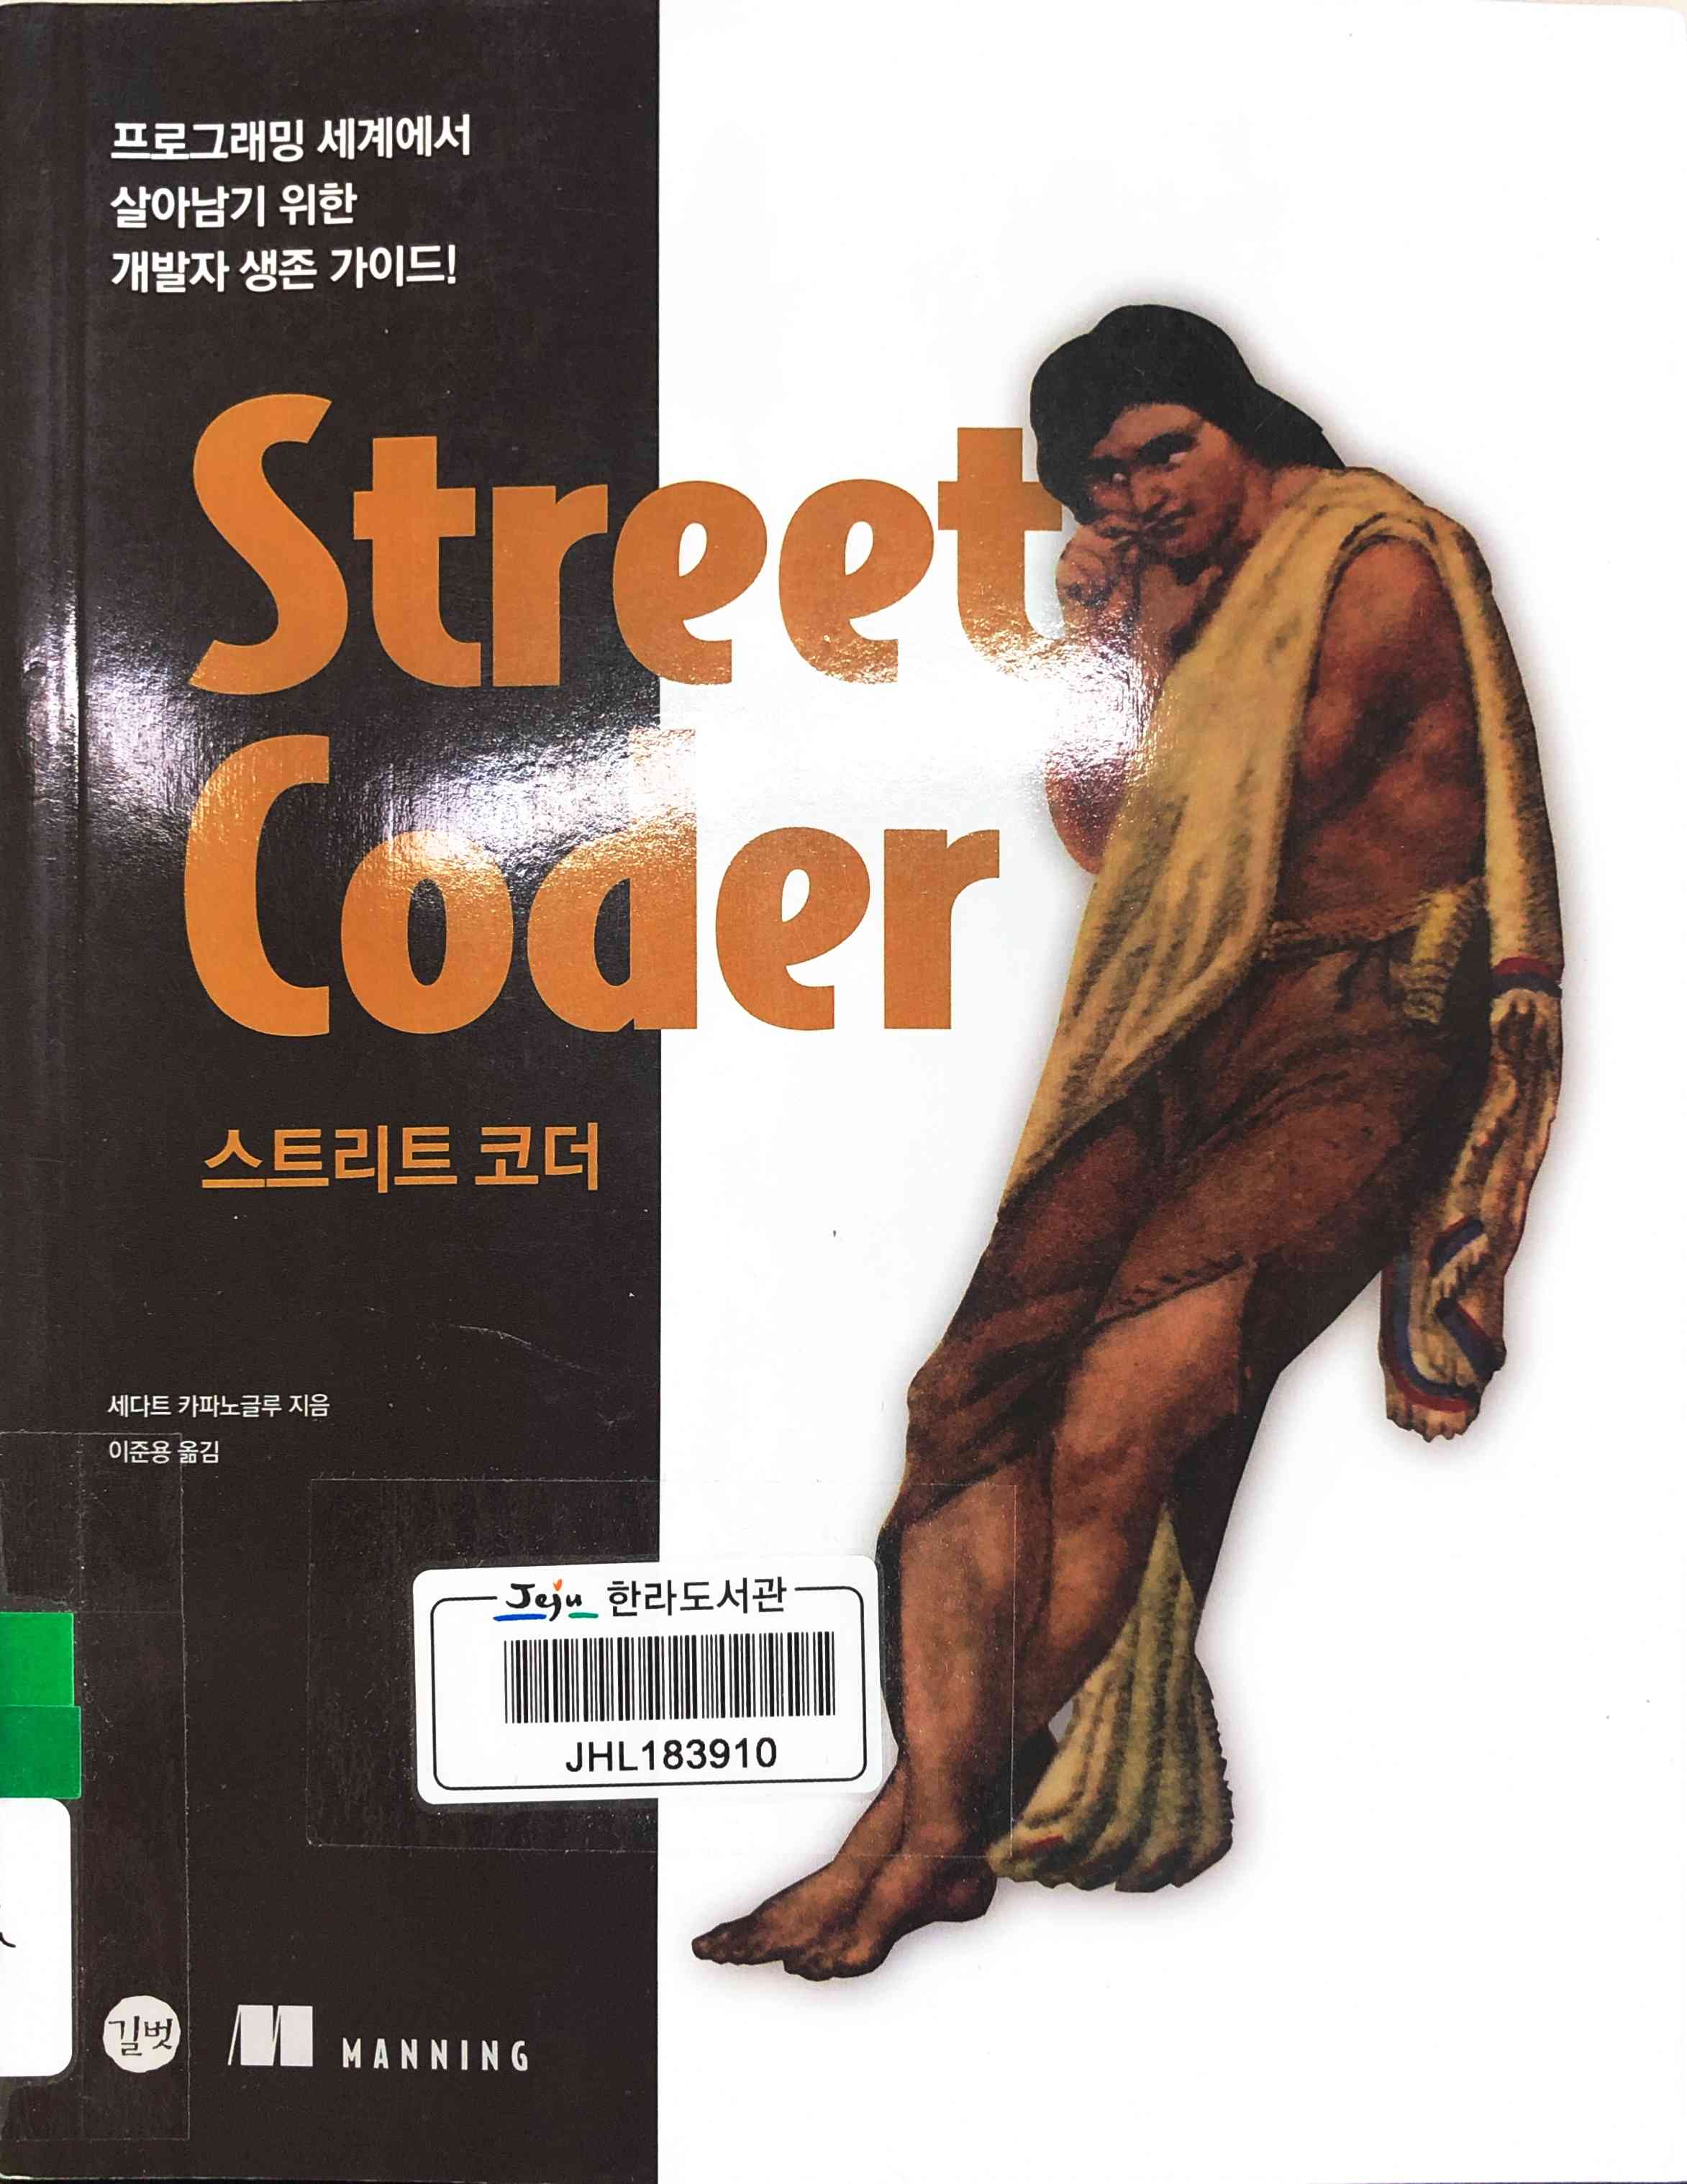 프로그래밍 세계에서
살아남기 위한
개발자 생존 가이드!
Street
Coder
스트리트 코더
세다트 카파노글루 지음
이준용 옮김
Jeju 한라도서관
JHL183910
길벗 MANNING